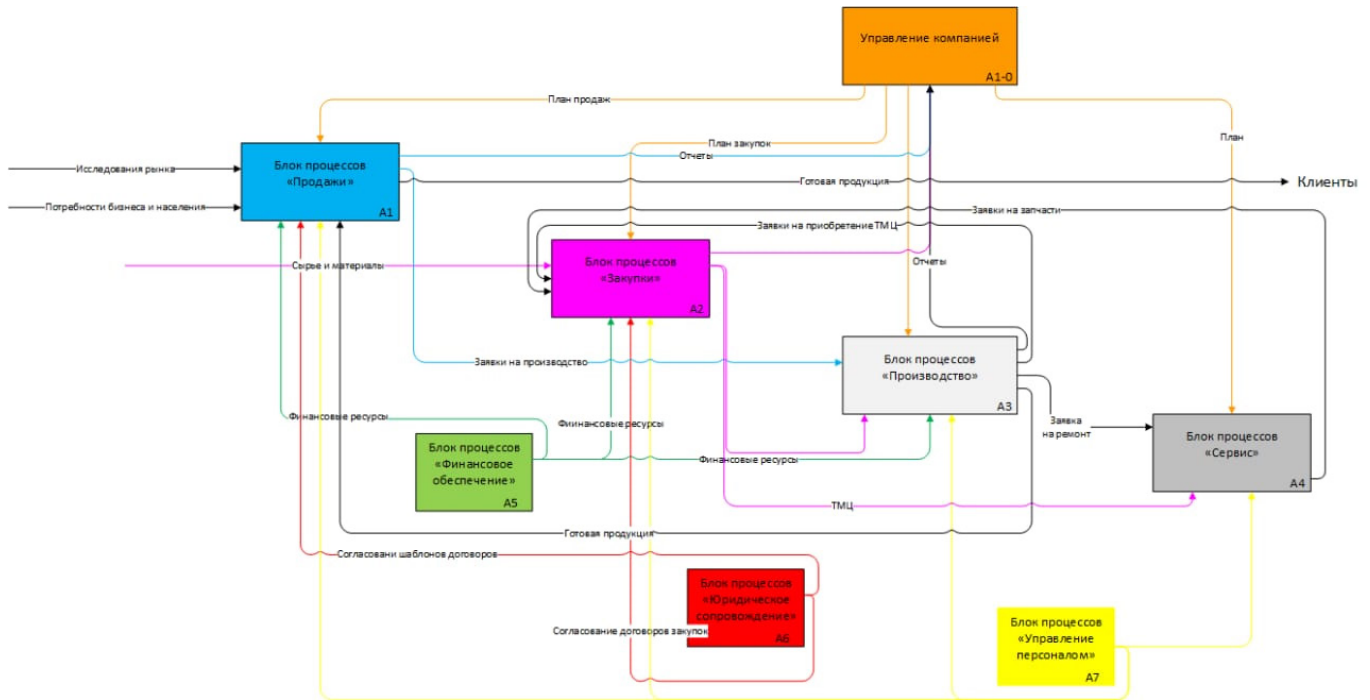 Управление компанией
А1-0
План продаж
План закупок
План
Блок процессов
«Продажи»
А1
Исследования рынка
Потребности бизнеса и населения
Отчеты
Готовая продукция
Клиенты
Заявки на запчасти
Заявки на приобретение ТМЦ
Сырье и материалы
Блок процессов
«Закупки»
А2
Отчеты
Заявки на производство
Блок процессов
«Производство»
А3
Заявка
на ремонт
Блок процессов
«Сервис»
А4
Финансовые ресурсы
Фиинансовые ресурсы
Финансовые ресурсы
Блок процессов
«Финансовое
обеспечение»
А5
ТМЦ
Готовая продукция
Согласовани шаблонов договоров
Блок процессов
«Юридическое
сопровождение»
А6
Согласование договоров закупок
Блок процессов
«Управление
персоналом»
А7